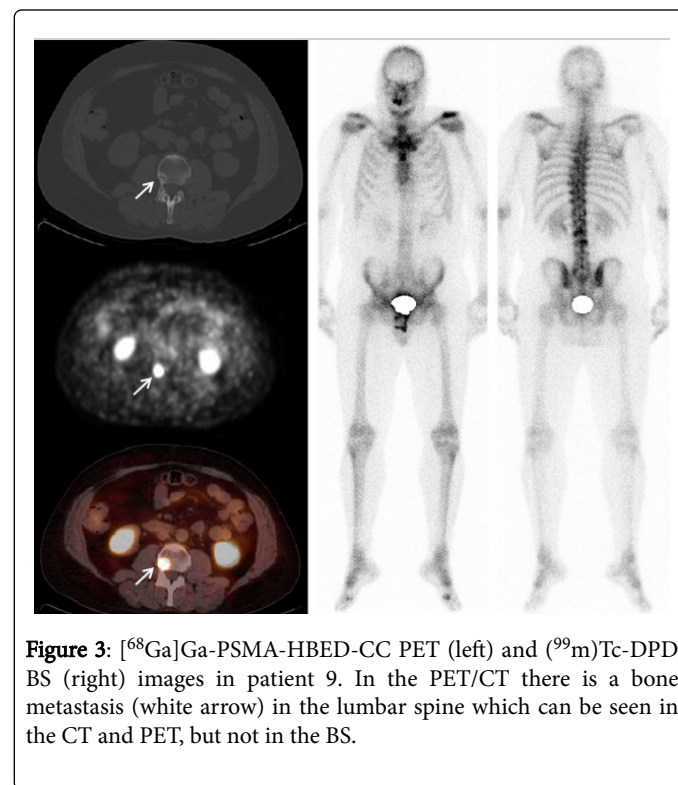 Figure 3: [⁶⁸Ga]Ga-PSMA-HBED-CC PET (left) and (⁹⁹m)Tc-DPD
BS (right) images in patient 9. In the PET/CT there is a bone
metastasis (white arrow) in the lumbar spine which can be seen in
the CT and PET, but not in the BS.